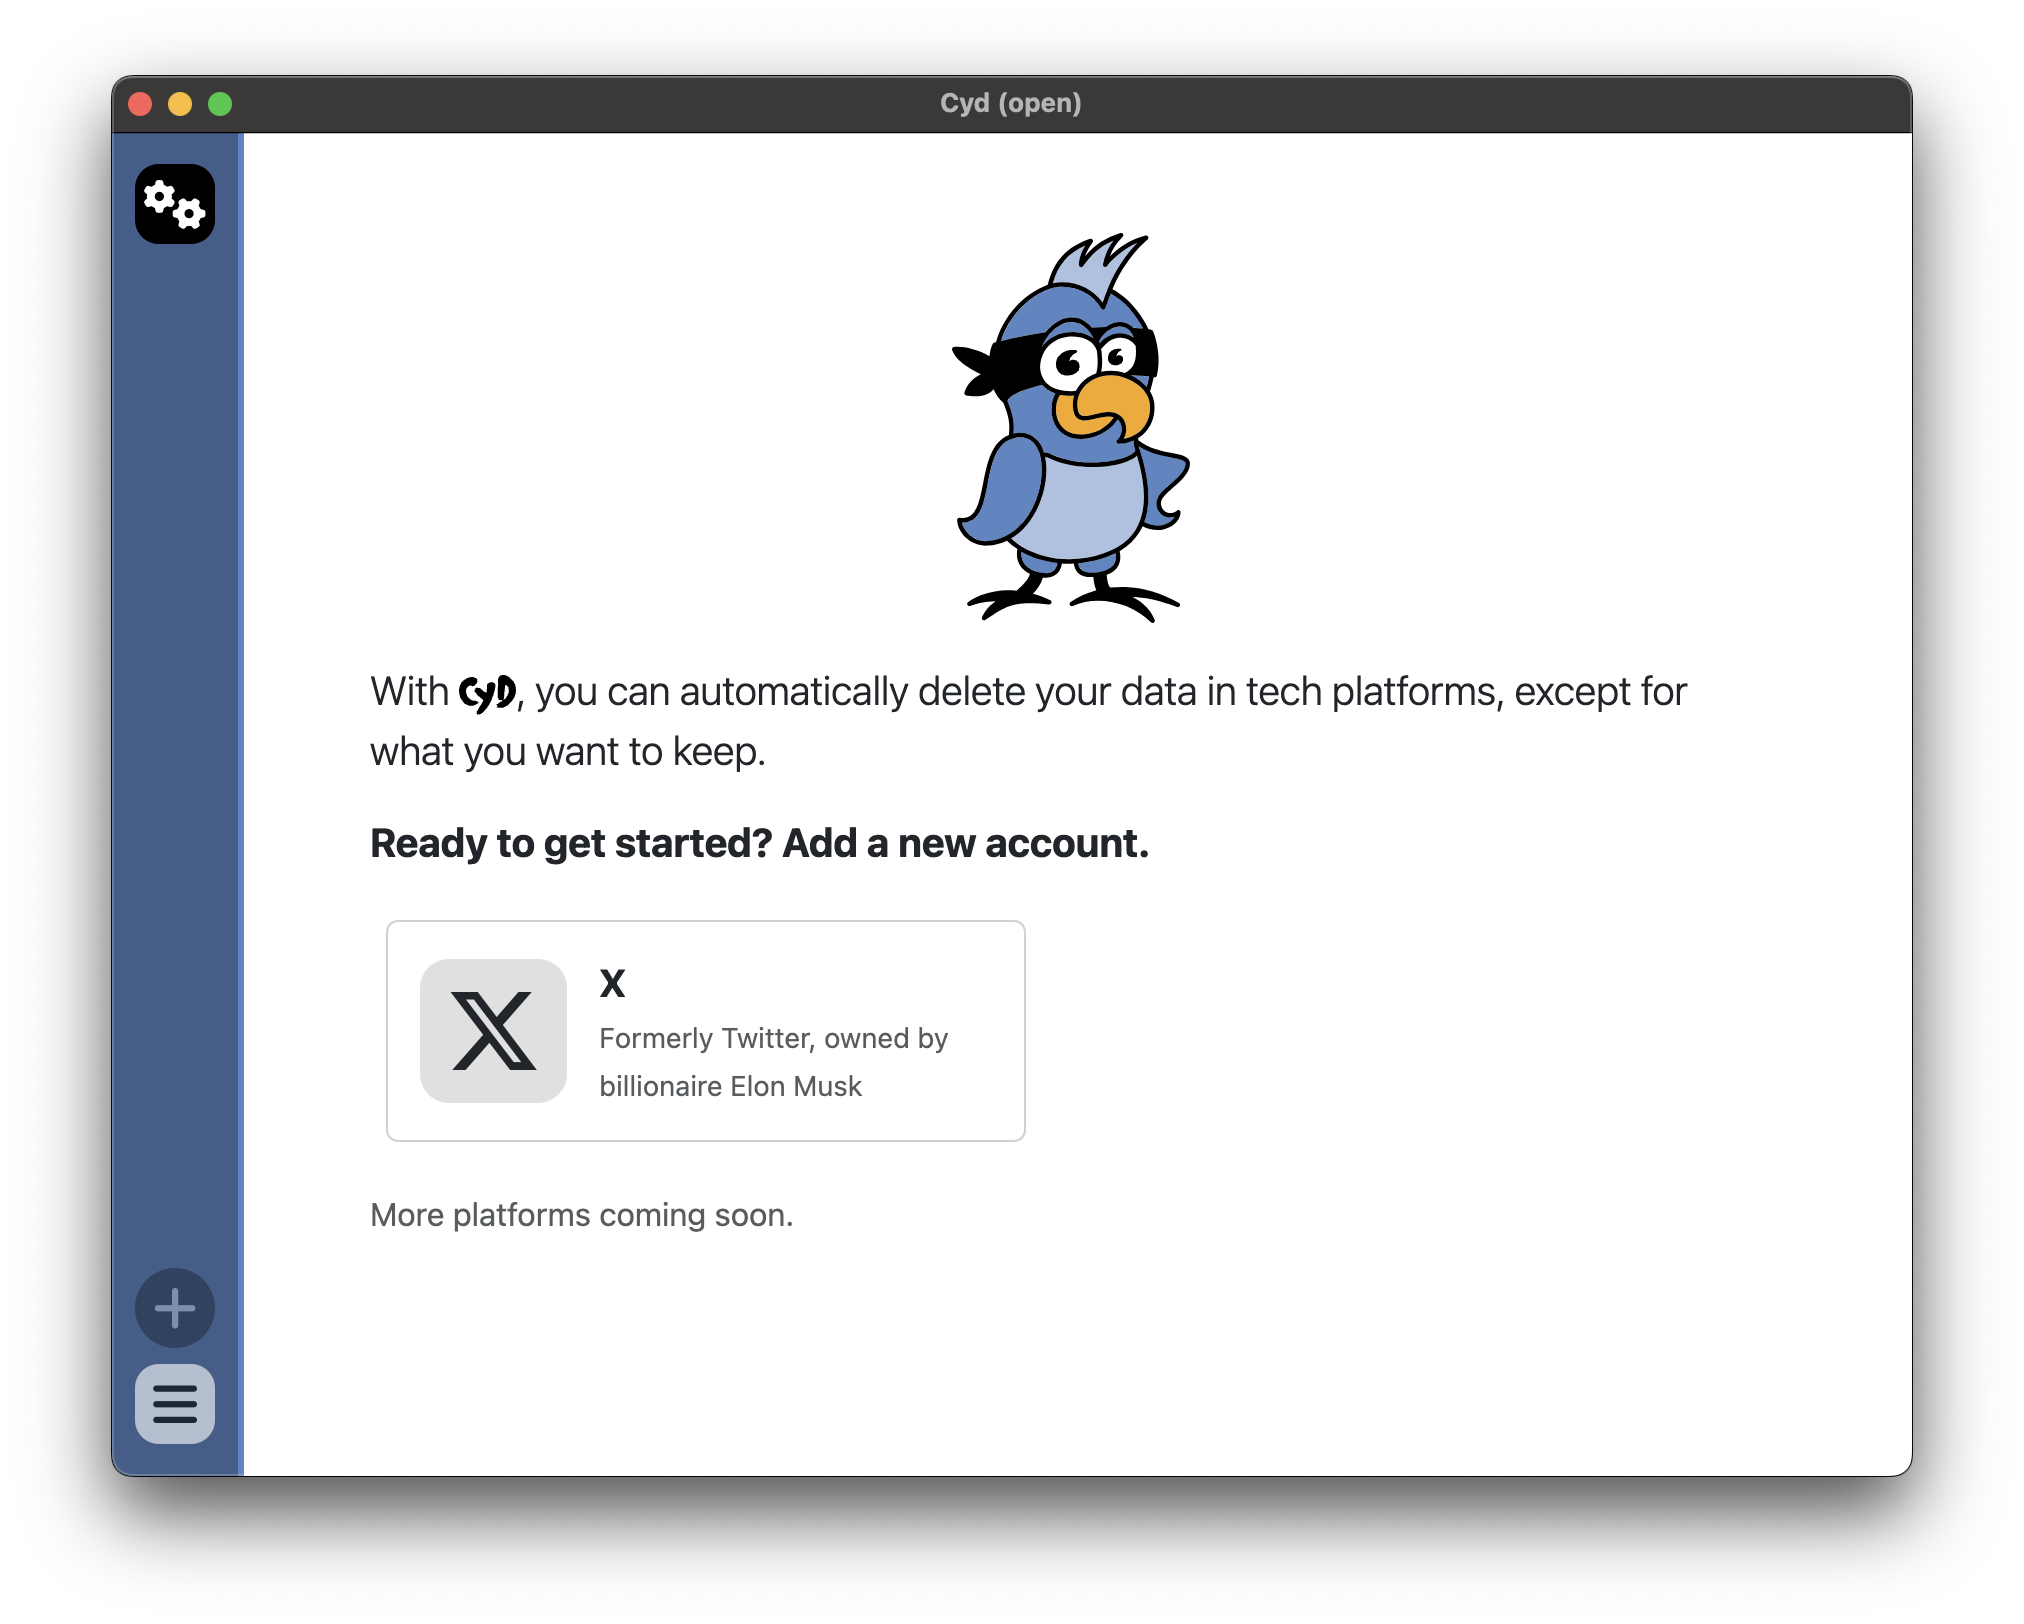 Cyd (open)
With CyD, you can automatically delete your data in tech platforms, except for
what you want to keep.
Ready to get started? Add a new account.
X
Formerly Twitter, owned by
billionaire Elon Musk
More platforms coming soon.